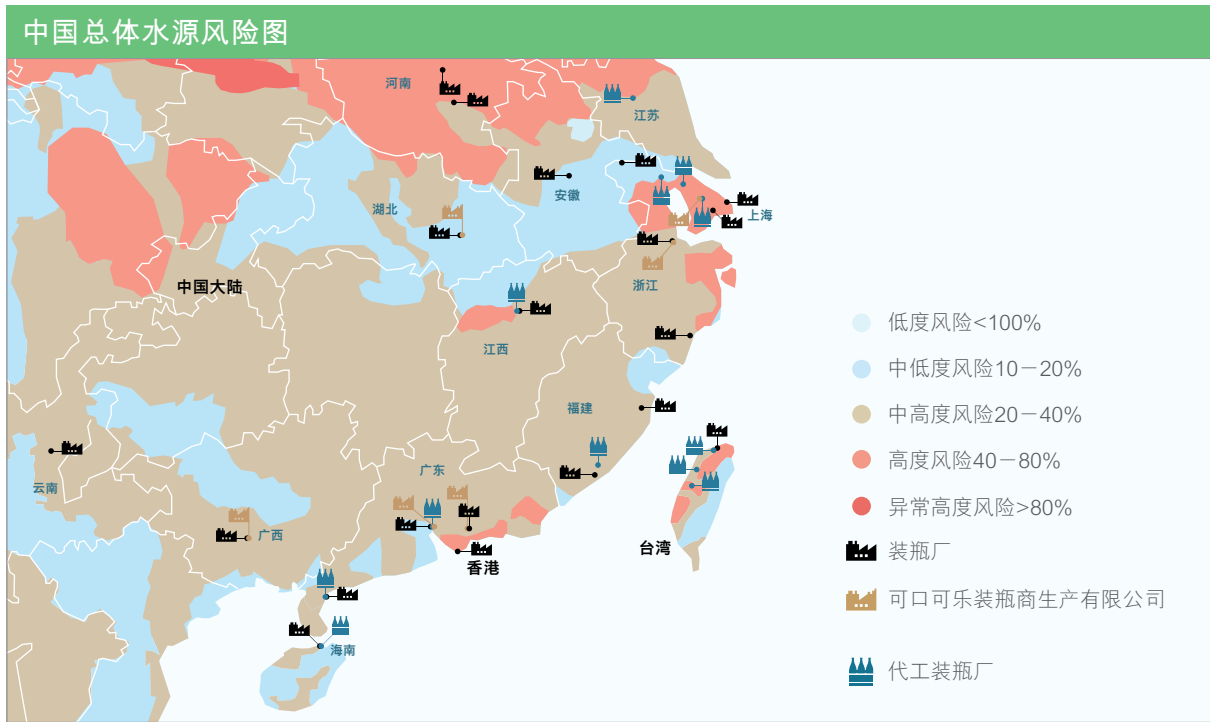 中国总体水源风险图
河南
江苏
安徽
湖北
上海
中国大陆
浙江
江西
福建
广东
云南
广西
台湾
香港
海南
低度风险<100%
中低度风险10－20%
中高度风险20－40%
高度风险40－80%
异常高度风险>80%
装瓶厂
可口可乐装瓶商生产有限公司
代工装瓶厂